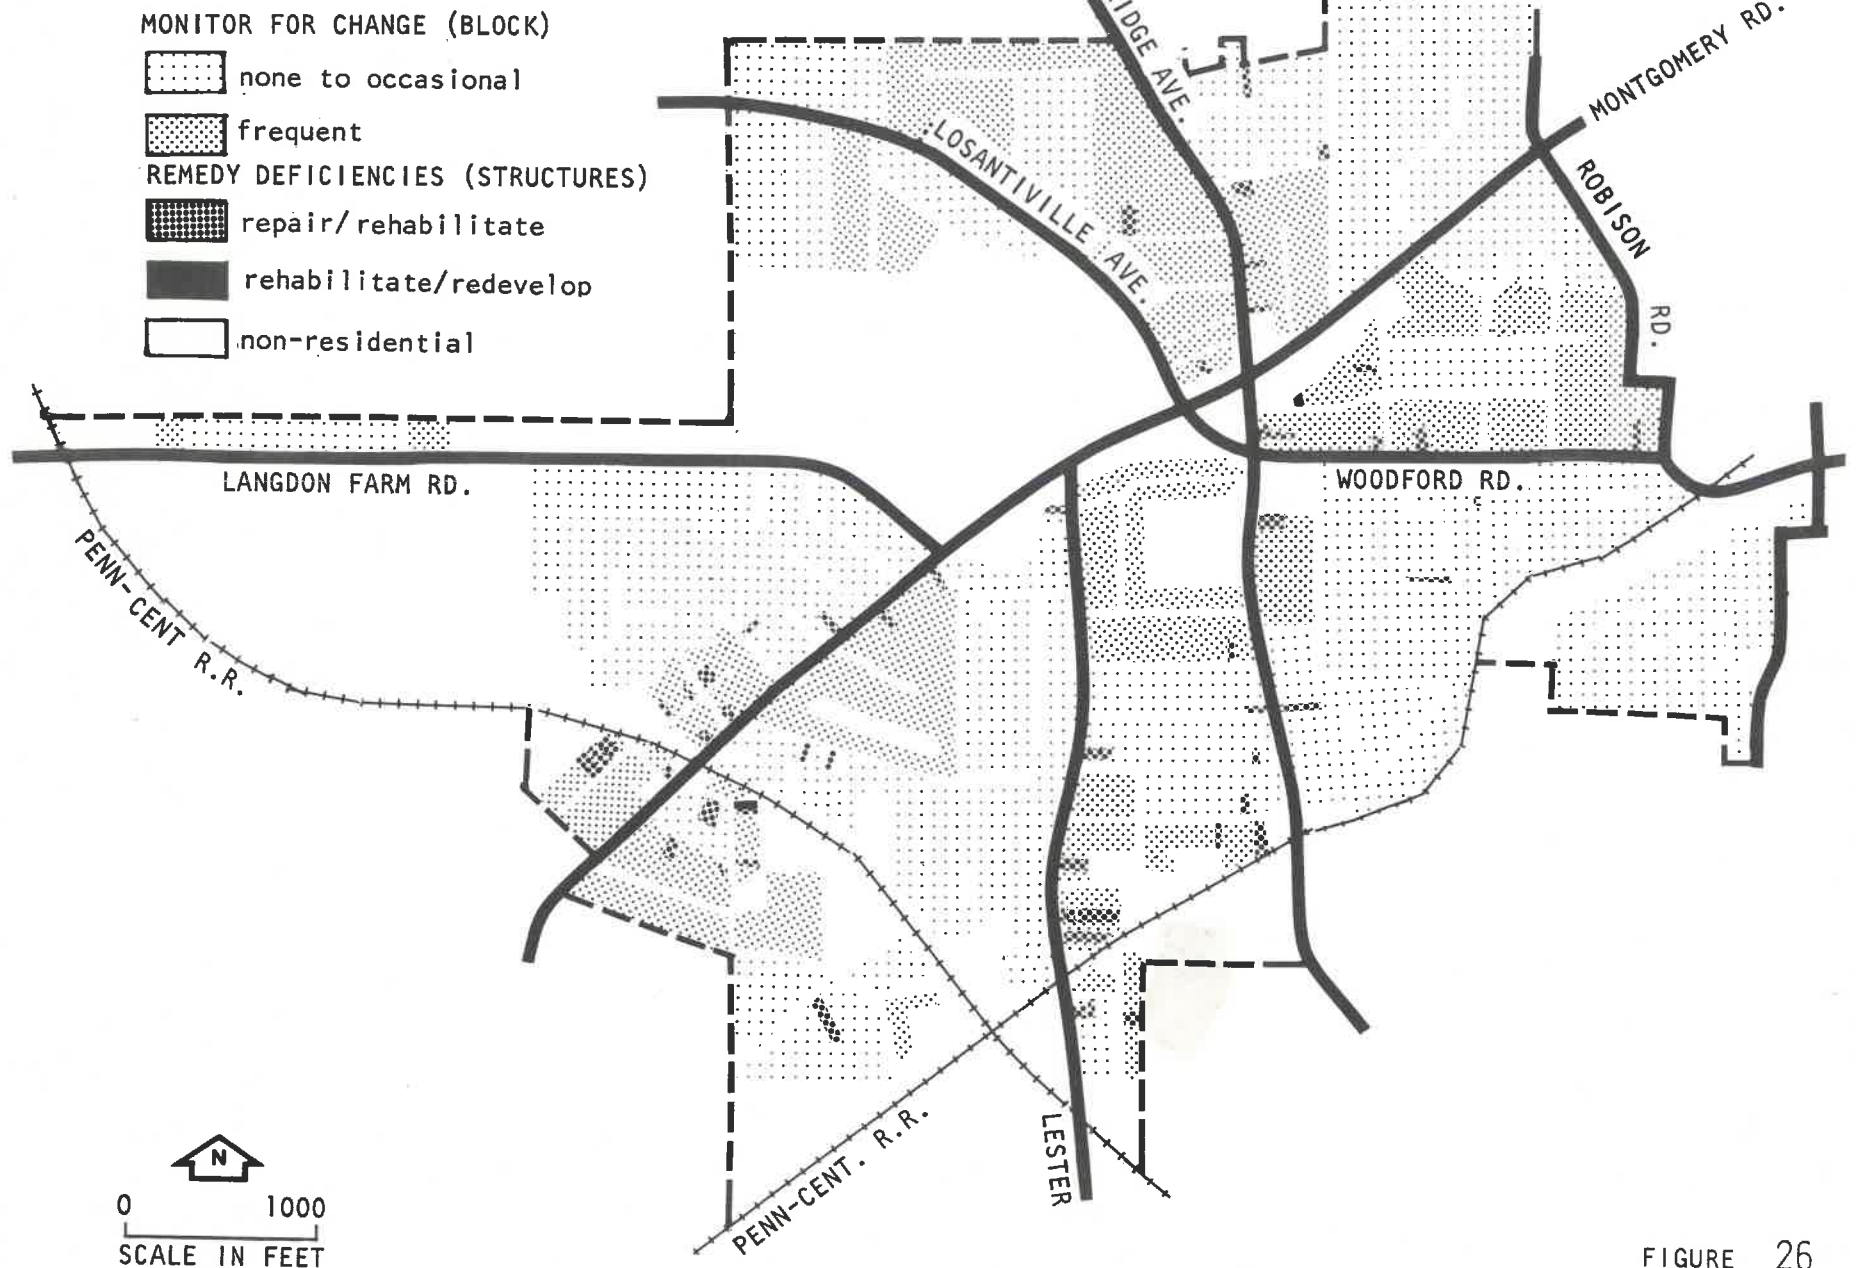 MONITOR FOR CHANGE (BLOCK)
none to occasional
frequent
REMEDY DEFICIENCIES (STRUCTURES)
repair/rehabilitate
rehabilitate/redevelop
non-residential
IDGE AVE.
MONTGOMERY RD.
LOSANTIVILLE AVE.
ROBISON
RD.
LANGDON FARM RD.
WOODFORD RD.
PENN-CENT R.R.
PENN-CENT. R.R.
LESTER
N
0 1000
SCALE IN FEET
FIGURE 26